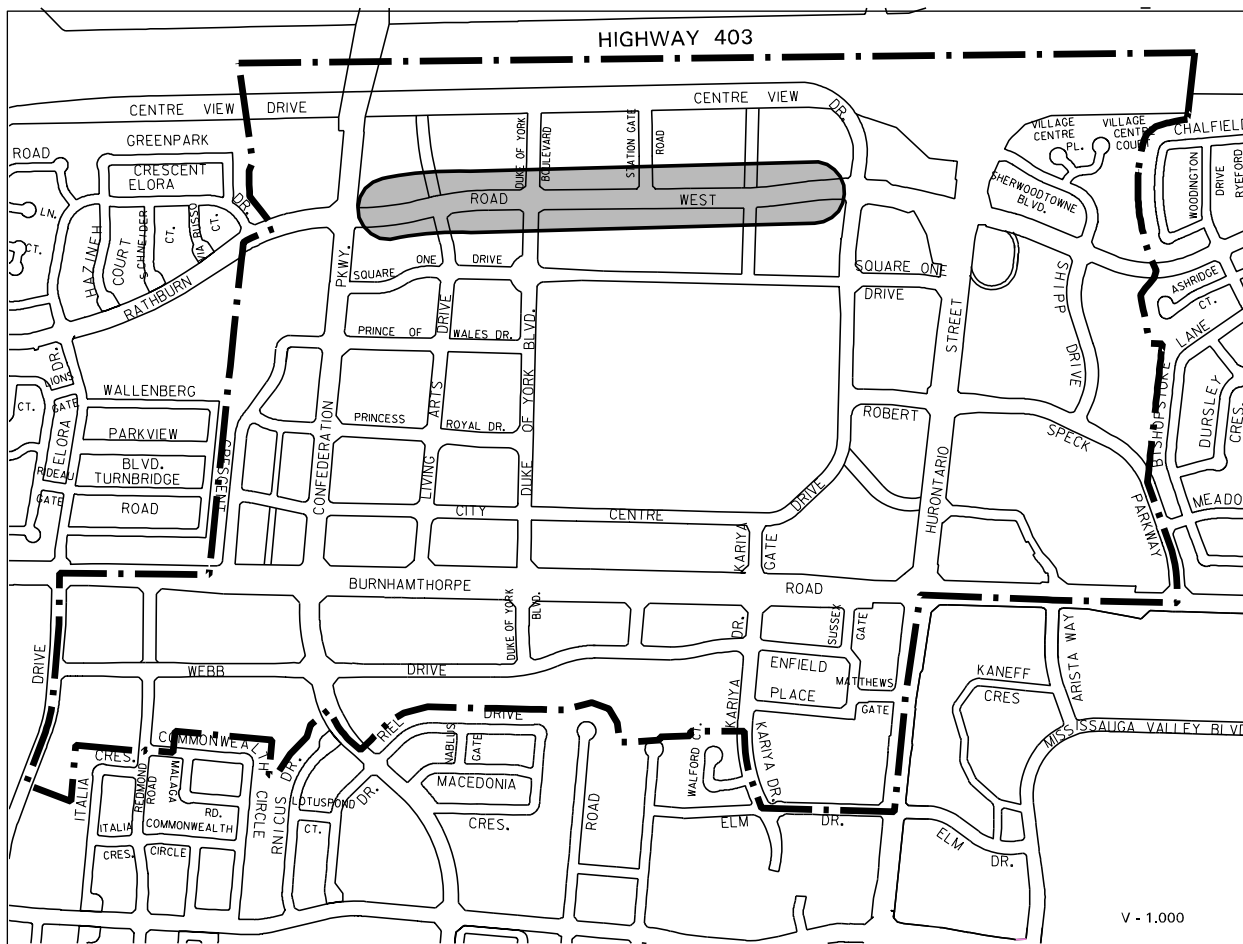 HIGHWAY 403
CENTRE VIEW DRIVE
CENTRE VIEW
DR.
GREENPARK
ROAD
CRESCENT
ELORA
DR.
LN.
CT.
HAZINEH
COURT
SCHNEIDER
CT.
VIA RUSSO
CT.
RATHBURN
DUKE OF YORK
BOULEVARD
STATION GATE
ROAD
ROAD WEST
VILLAGE
CENTRE
PL.
VILLAGE
CENTRE
COURT
CHALFIELD
WOODINGTON
DRIVE
RYEFORD
SHERWOODTOWNE
BLVD.
PKWY.
SQUARE ONE DRIVE
SQUARE ONE
DRIVE
SHIPP
DRIVE
ASHRIDGE
CT.
LANE
PRINCE OF WALES DR.
DRIVE
DUKE OF YORK BLVD.
STREET
DR.
LIONS
GATE
CT.
ELORA
WALLENBERG
PARKVIEW
BLVD.
TURNBRIDGE
ROAD
RIDEAU
GATE
CRESCENT
CONFEDERATION
PRINCESS ROYAL DR.
LIVING
ARTS
ROBERT
SPECK
PARKWAY
BISHOPSTOKE
DURSLEY
CRES.
MEADO
CITY CENTRE
DRIVE
HURONTARIO
KARIYA
GATE
BURNHAMTHORPE ROAD
DUKE OF YORK
BLVD.
DR.
KARIYA
SUSSEX
GATE
DRIVE
WEBB DRIVE
ENFIELD
PLACE
MATTHEWS
GATE
KANEFF
CRES
ARISTA WAY
MISSISSAUGA VALLEY BLVD
RIEL DRIVE
NABLUS
GATE
COMMONWEALTH
CIRCLE
CRES.
ITALIA
REDMOND
ROAD
MALAGA
RD.
ITALIA
CRES.
COMMONWEALTH
CIRCLE
DR.
LOTUSPOND
CT.
DR.
MACEDONIA
CRES.
ROAD
WALFORD CT.
KARIYA DR.
ELM DR.
ELM
DR.
V - 1.000